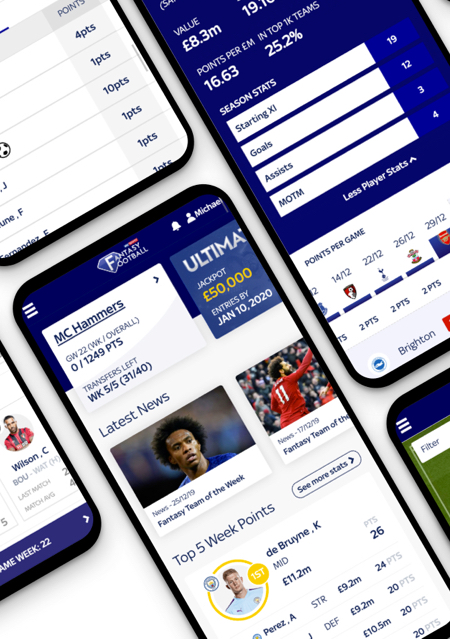 POINTS
4pts
1pts
10pts
1pts
1pts
1pts
, J
une , F
Fernandez , E
VALUE
£8.3m
POINTS PER £M
16.63
IN TOP 1K TEAMS
25.2%
SEASON STATS
Starting XI
19
Goals
12
Assists
3
MOTM
4
Less Player Stats
POINTS PER GAME
14/12
22/12
26/12
29/12
PTS
2 PTS
2 PTS
2 PTS
Brighton
Michael
FANTASY
FOOTBALL
MC Hammers
GW 22 (WK / OVERALL)
0 / 1249 PTS
TRANSFERS LEFT
WK 5/5 (31/40)
ULTIMA
JACKPOT
£50,000
ENTRIES BY
JAN 10, 2020
Latest News
News - 25/12/19
Fantasy Team of the Week
News - 17/12/19
Fantasy Team of the
See more stats
Top 5 Week Points
1ST
de Bruyne , K
MID
£11.2m
PTS
26
Perez , A
STR
£9.2m
24 PTS
J
DEF
£9.2m
20 PTS
£10.5m
20 PTS
20 PTS
Wilson , C
BOU - WAT (H)
LAST MATCH
2
MATCH AVG
4
5
AME WEEK: 22
Filter